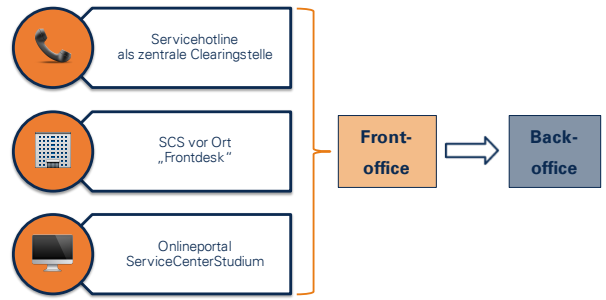 Servicehotline
als zentrale Clearingstelle
SCS vor Ort
„Frontdesk“
Onlineportal
ServiceCenterStudium
Front-
office
Back-
office